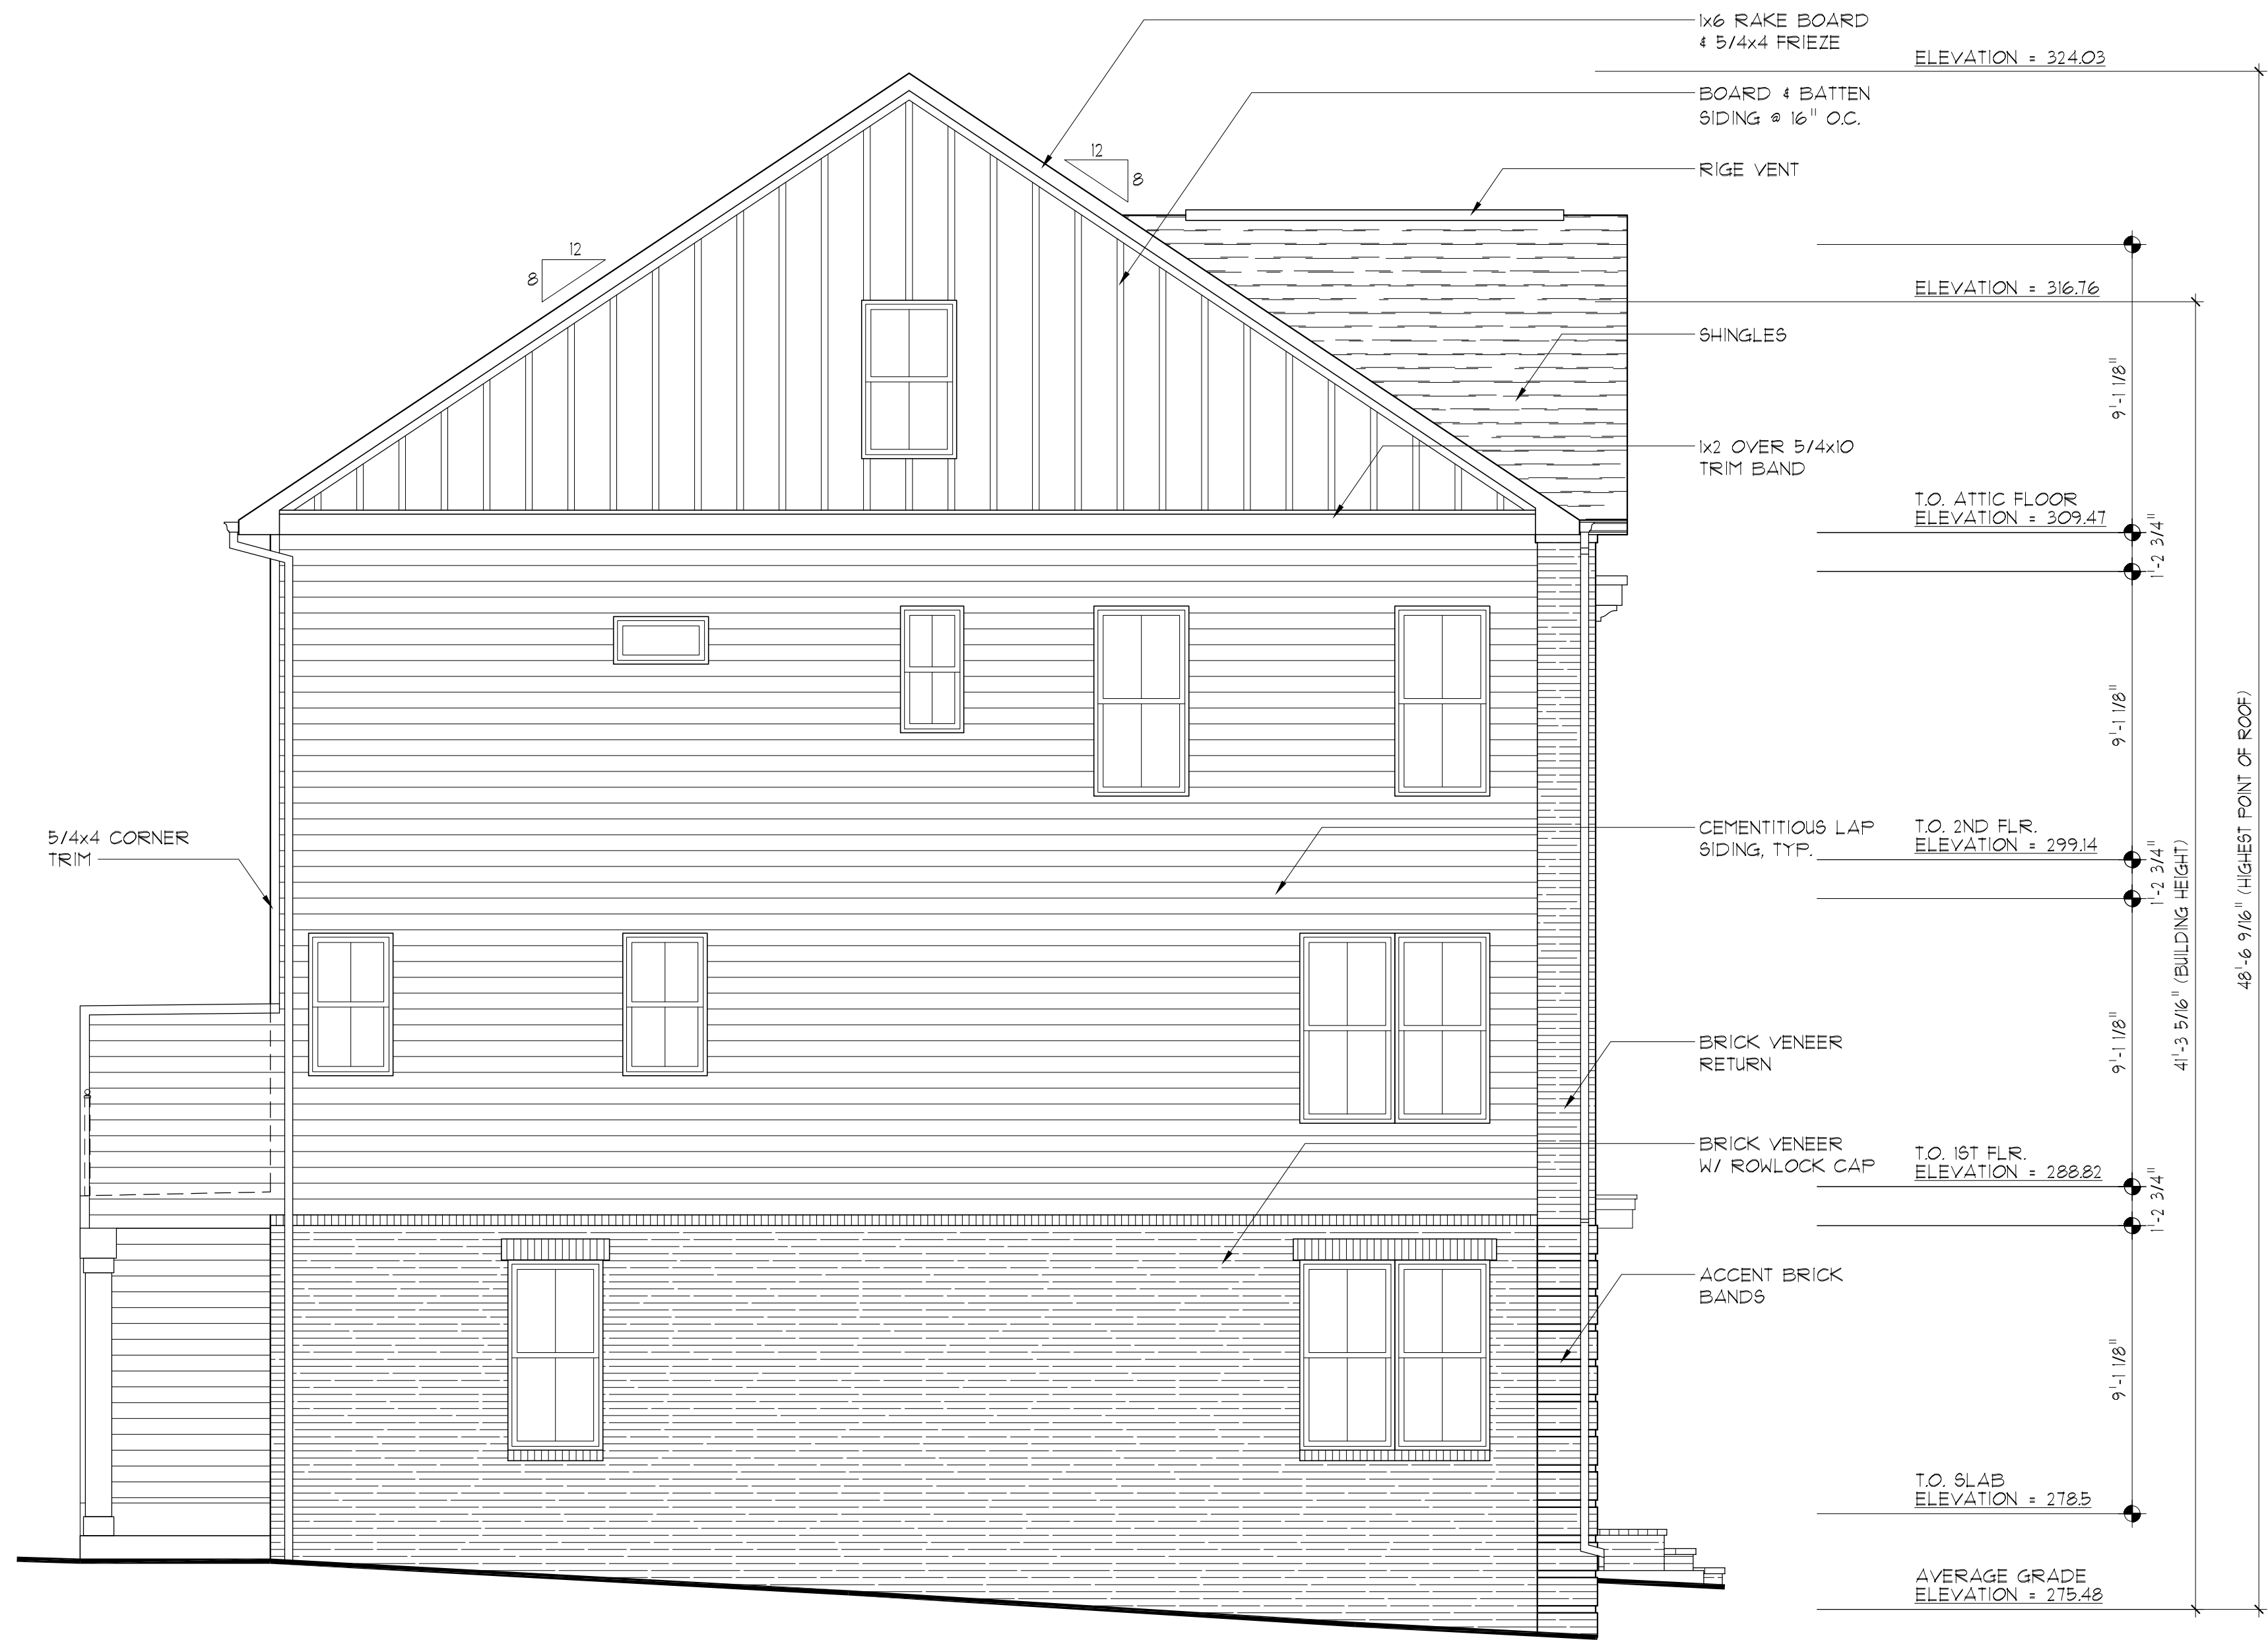 1x6 RAKE BOARD
& 5/4x4 FRIEZE
ELEVATION = 324.03
BOARD & BATTEN
SIDING @ 16" O.C.
12
8
RIGE VENT
12
8
ELEVATION = 316.76
SHINGLES
9'-1 1/8"
1x2 OVER 5/4x10
TRIM BAND
T.O. ATTIC FLOOR
ELEVATION = 309.47
1'-2 3/4"
9'-1 1/8"
48'-6 9/16" (HIGHEST POINT OF ROOF)
5/4x4 CORNER
TRIM
CEMENTITIOUS LAP
SIDING, TYP.
T.O. 2ND FLR.
ELEVATION = 299.14
1'-2 3/4"
41'-3 5/16" (BUILDING HEIGHT)
9'-1 1/8"
BRICK VENEER
RETURN
BRICK VENEER
W/ ROWLOCK CAP
T.O. 1ST FLR.
ELEVATION = 288.82
1'-2 3/4"
ACCENT BRICK
BANDS
9'-1 1/8"
T.O. SLAB
ELEVATION = 278.5
AVERAGE GRADE
ELEVATION = 275.48